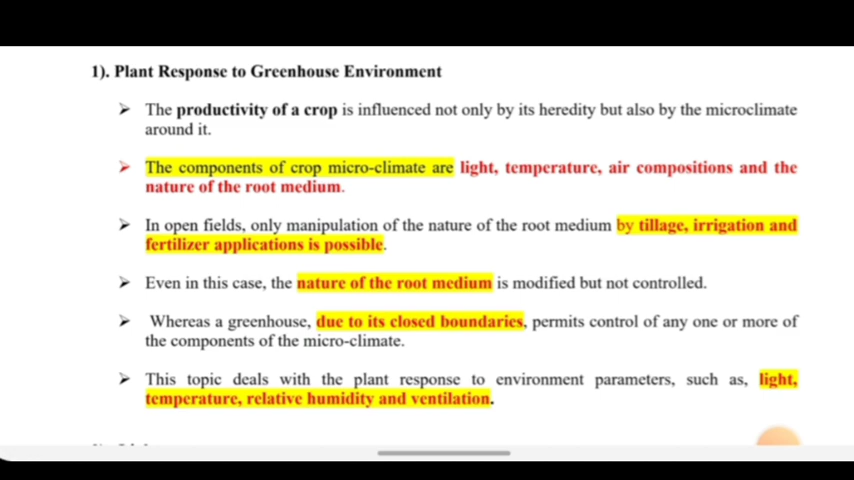 1). Plant Response to Greenhouse Environment
➢ The productivity of a crop is influenced not only by its heredity but also by the microclimate
around it.
➢ The components of crop micro-climate are light, temperature, air compositions and the
nature of the root medium.
➢ In open fields, only manipulation of the nature of the root medium by tillage, irrigation and
fertilizer applications is possible.
➢ Even in this case, the nature of the root medium is modified but not controlled.
➢ Whereas a greenhouse, due to its closed boundaries, permits control of any one or more of
the components of the micro-climate.
➢ This topic deals with the plant response to environment parameters, such as, light,
temperature, relative humidity and ventilation.